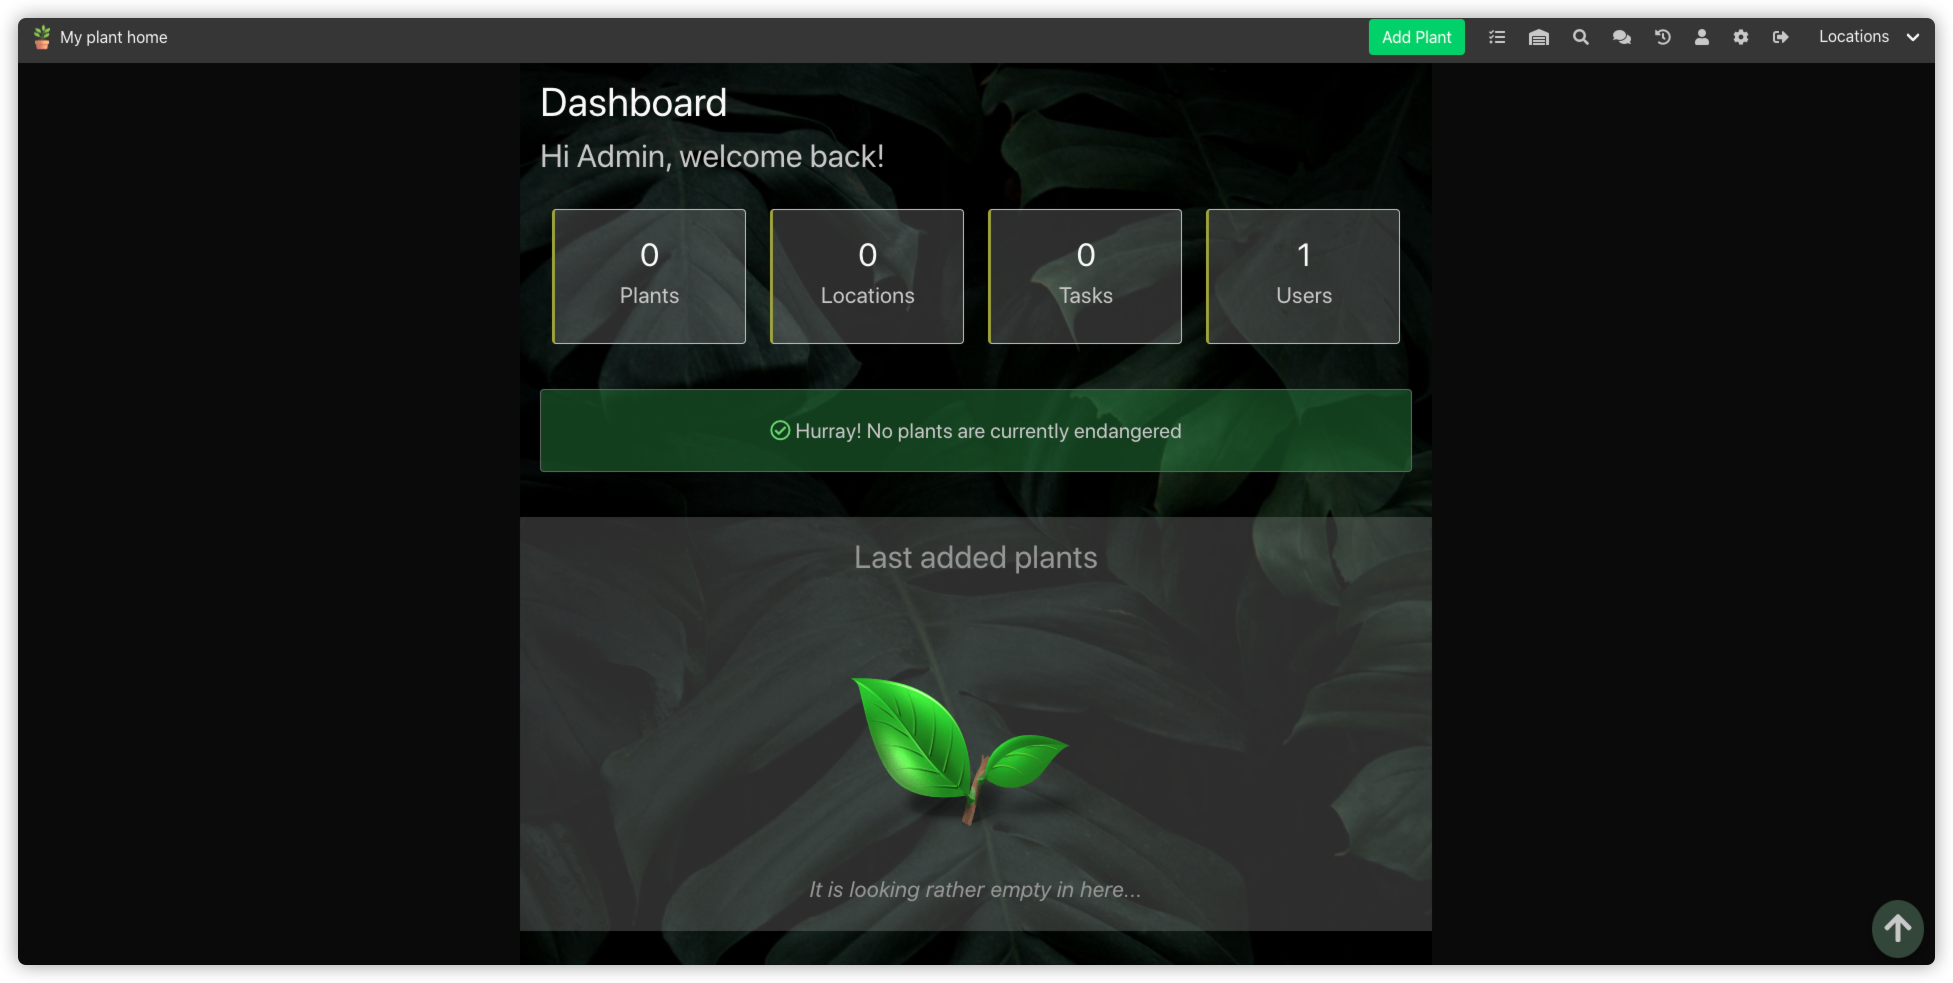 My plant home
Add Plant
Locations
Dashboard
Hi Admin, welcome back!
0
Plants
0
Locations
0
Tasks
1
Users
Hurray! No plants are currently endangered
Last added plants
It is looking rather empty in here...